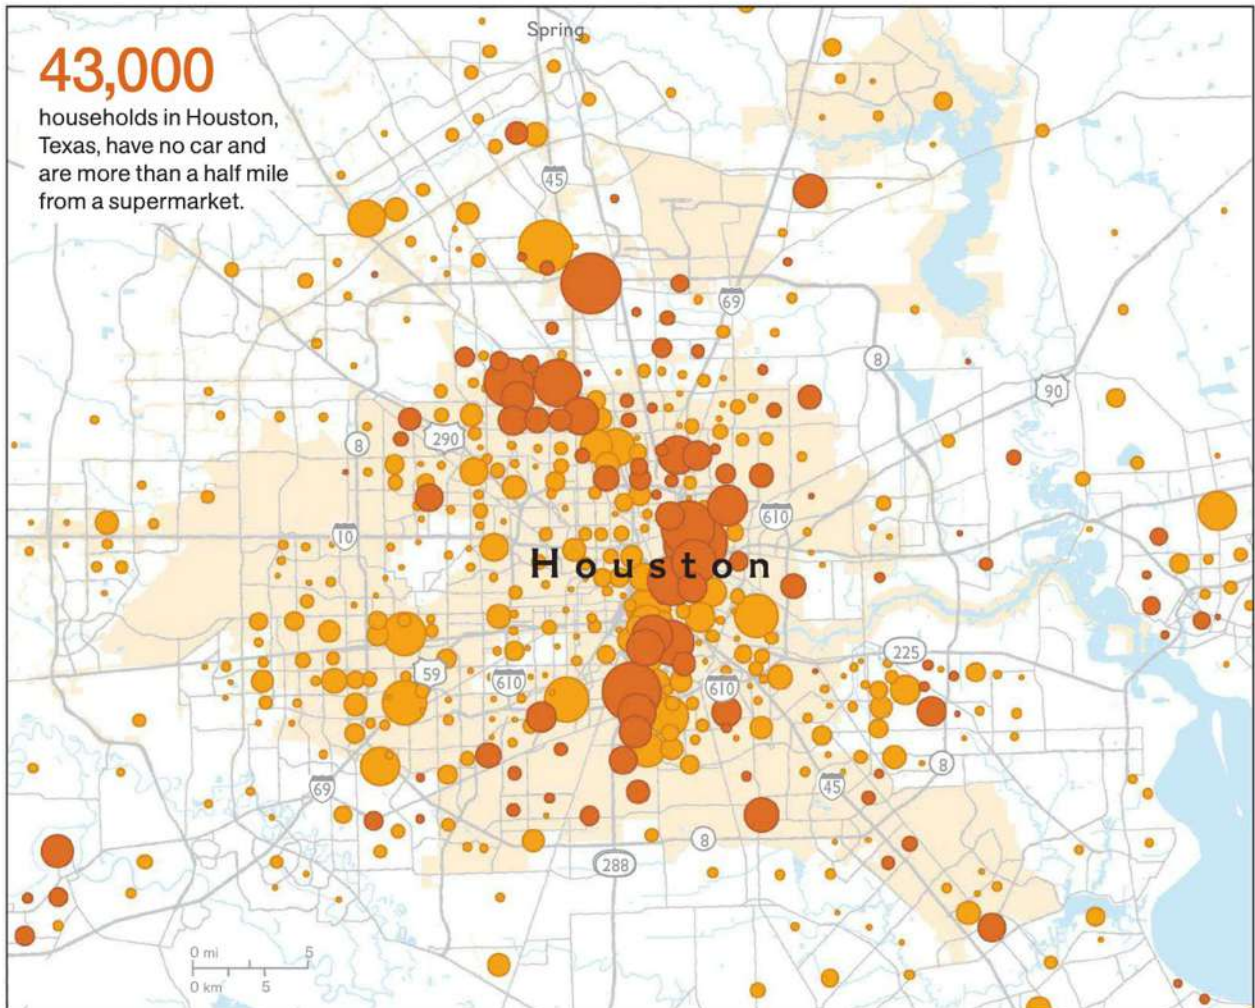 Spring
43,000
households in Houston,
Texas, have no car and
are more than a half mile
from a supermarket.
45
69
8
90
8
290
610
10
Houston
225
59
610
610
8
69
45
8
288
0 mi 5
0 km 5